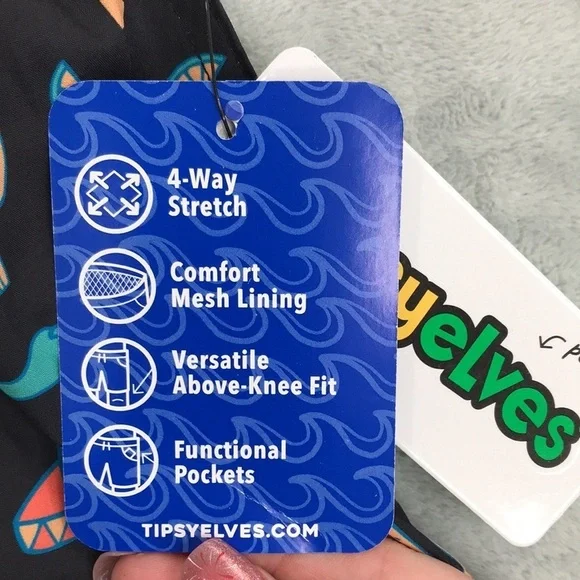 4-Way
Stretch
Comfort
Mesh Lining
Versatile
Above-Knee Fit
Functional
Pockets
TIPSYELVES.COM
yelves